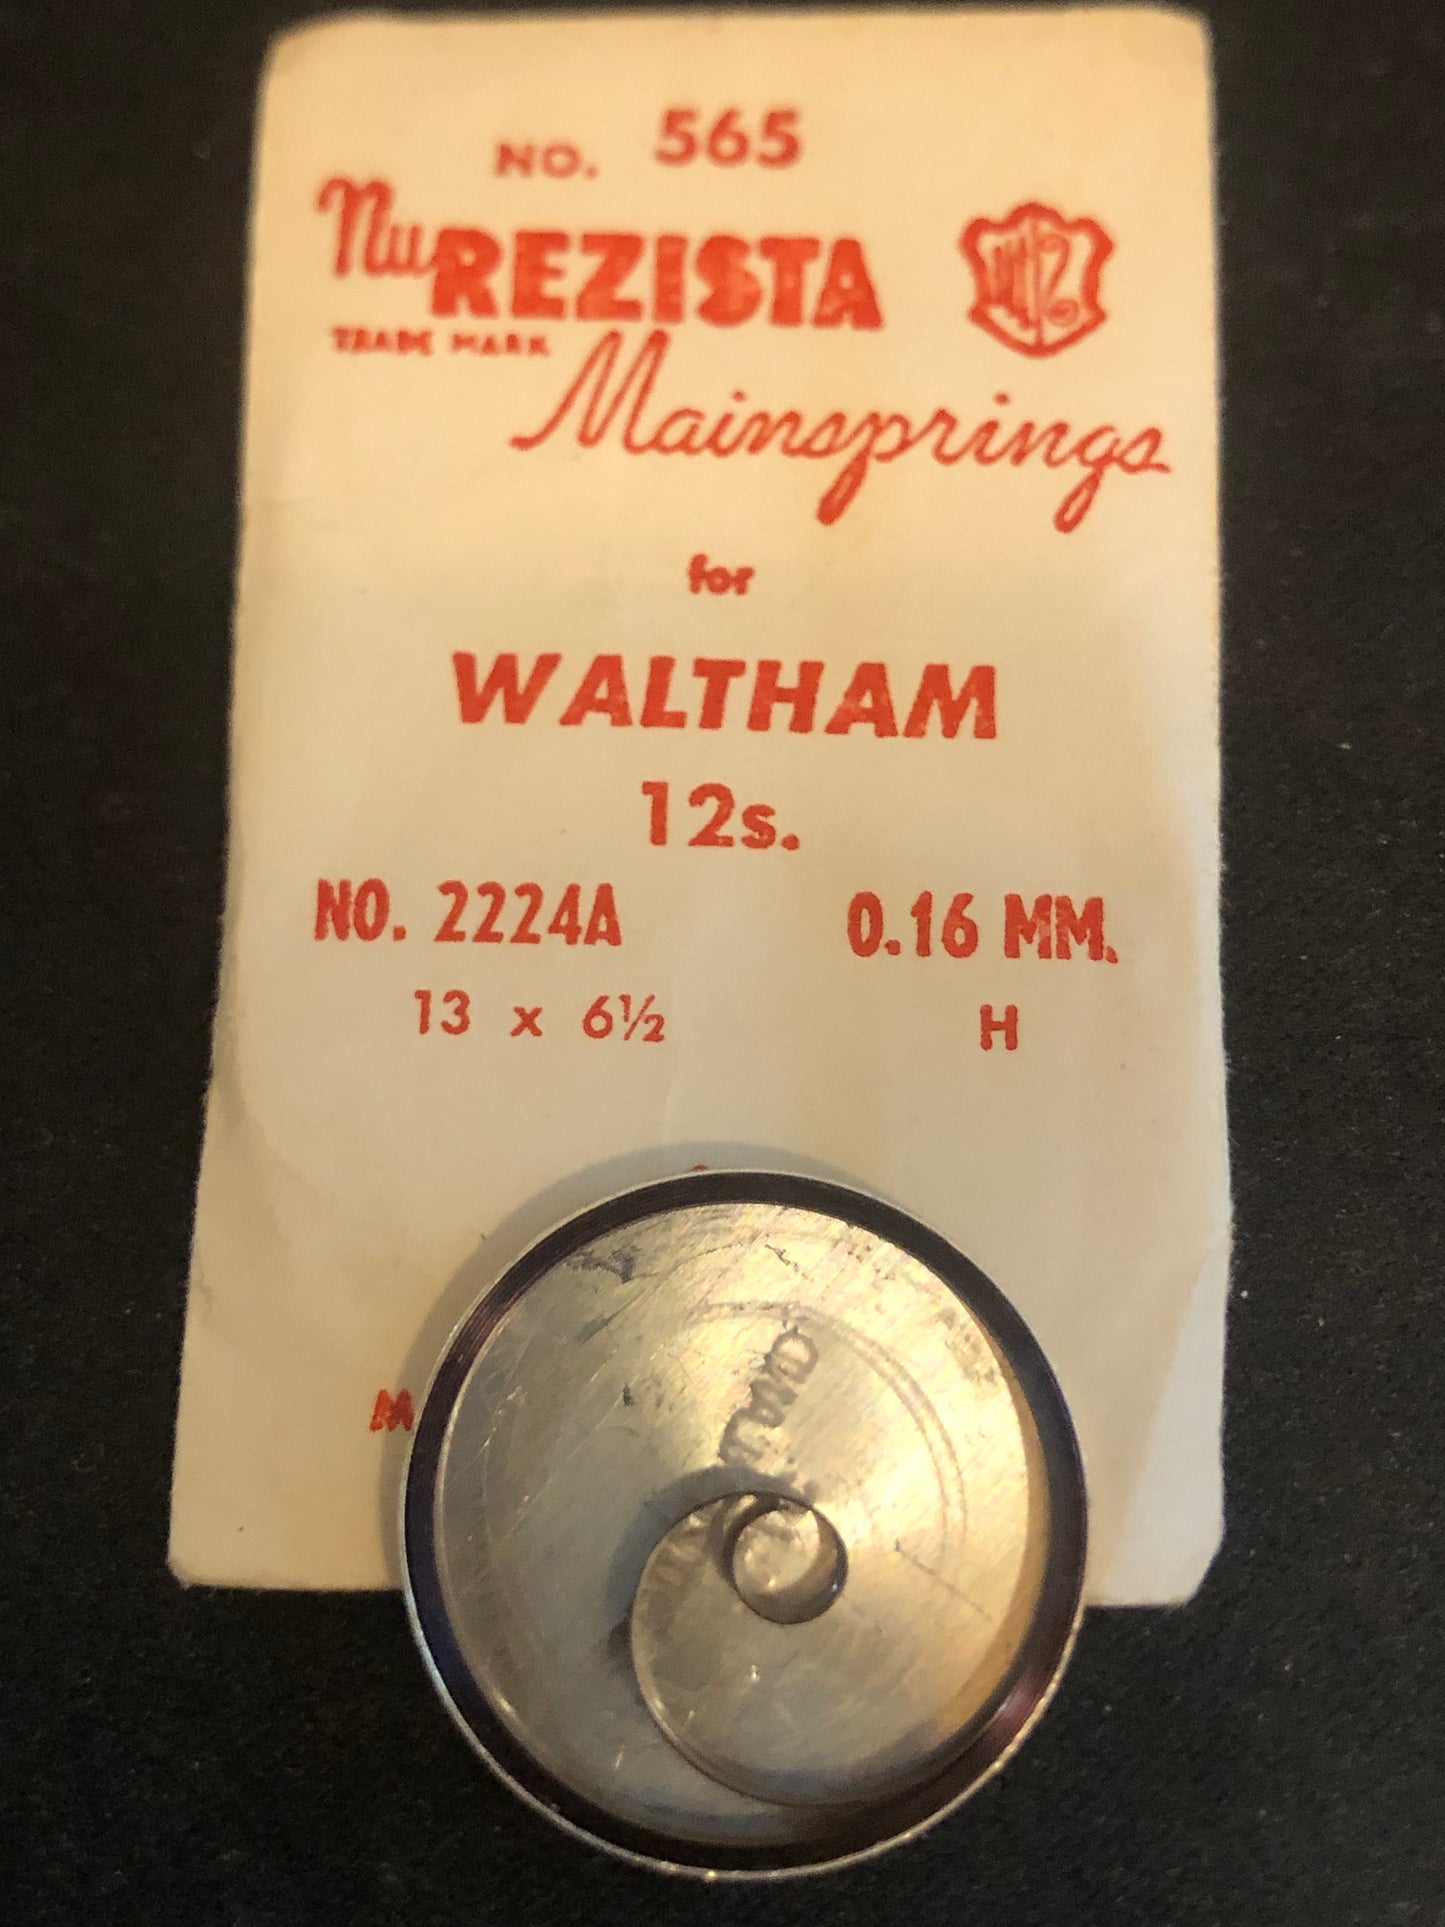 NO. 565
NuREZISTA
TRADE MARK
Mainsprings
for
WALTHAM
12s.
NO. 2224A 0.16 MM.
13 x 6½ H
M